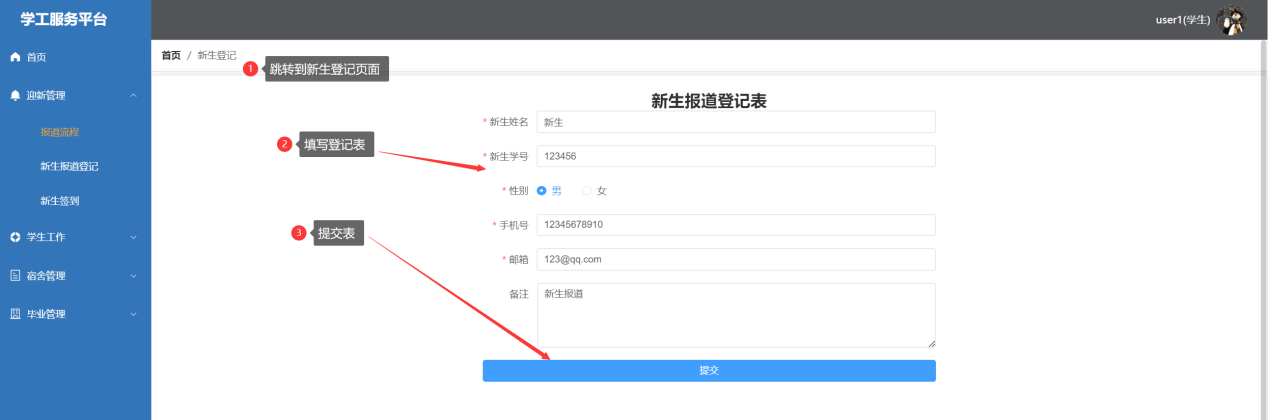 学工服务平台
user1(学生)
首页
首页 / 新生登记
1 跳转到新生登记页面
迎新管理
新生报道登记表
* 新生姓名 新生
报道流程
2 填写登记表
* 新生学号 123456
新生报道登记
* 性别 男 女
新生签到
* 手机号 12345678910
3 提交表
学生工作
* 邮箱 123@qq.com
宿舍管理
备注 新生报道
毕业管理
提交